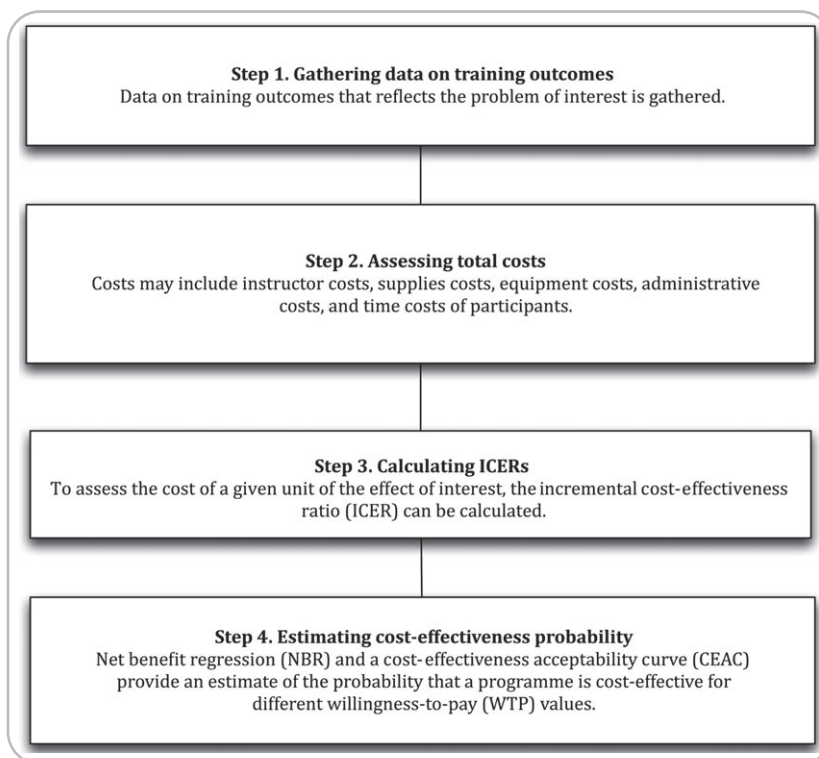 Step 1. Gathering data on training outcomes
Data on training outcomes that reflects the problem of interest is gathered.
Step 2. Assessing total costs
Costs may include instructor costs, supplies costs, equipment costs, administrative
costs, and time costs of participants.
Step 3. Calculating ICERs
To assess the cost of a given unit of the effect of interest, the incremental cost-effectiveness
ratio (ICER) can be calculated.
Step 4. Estimating cost-effectiveness probability
Net benefit regression (NBR) and a cost-effectiveness acceptability curve (CEAC)
provide an estimate of the probability that a programme is cost-effective for
different willingness-to-pay (WTP) values.